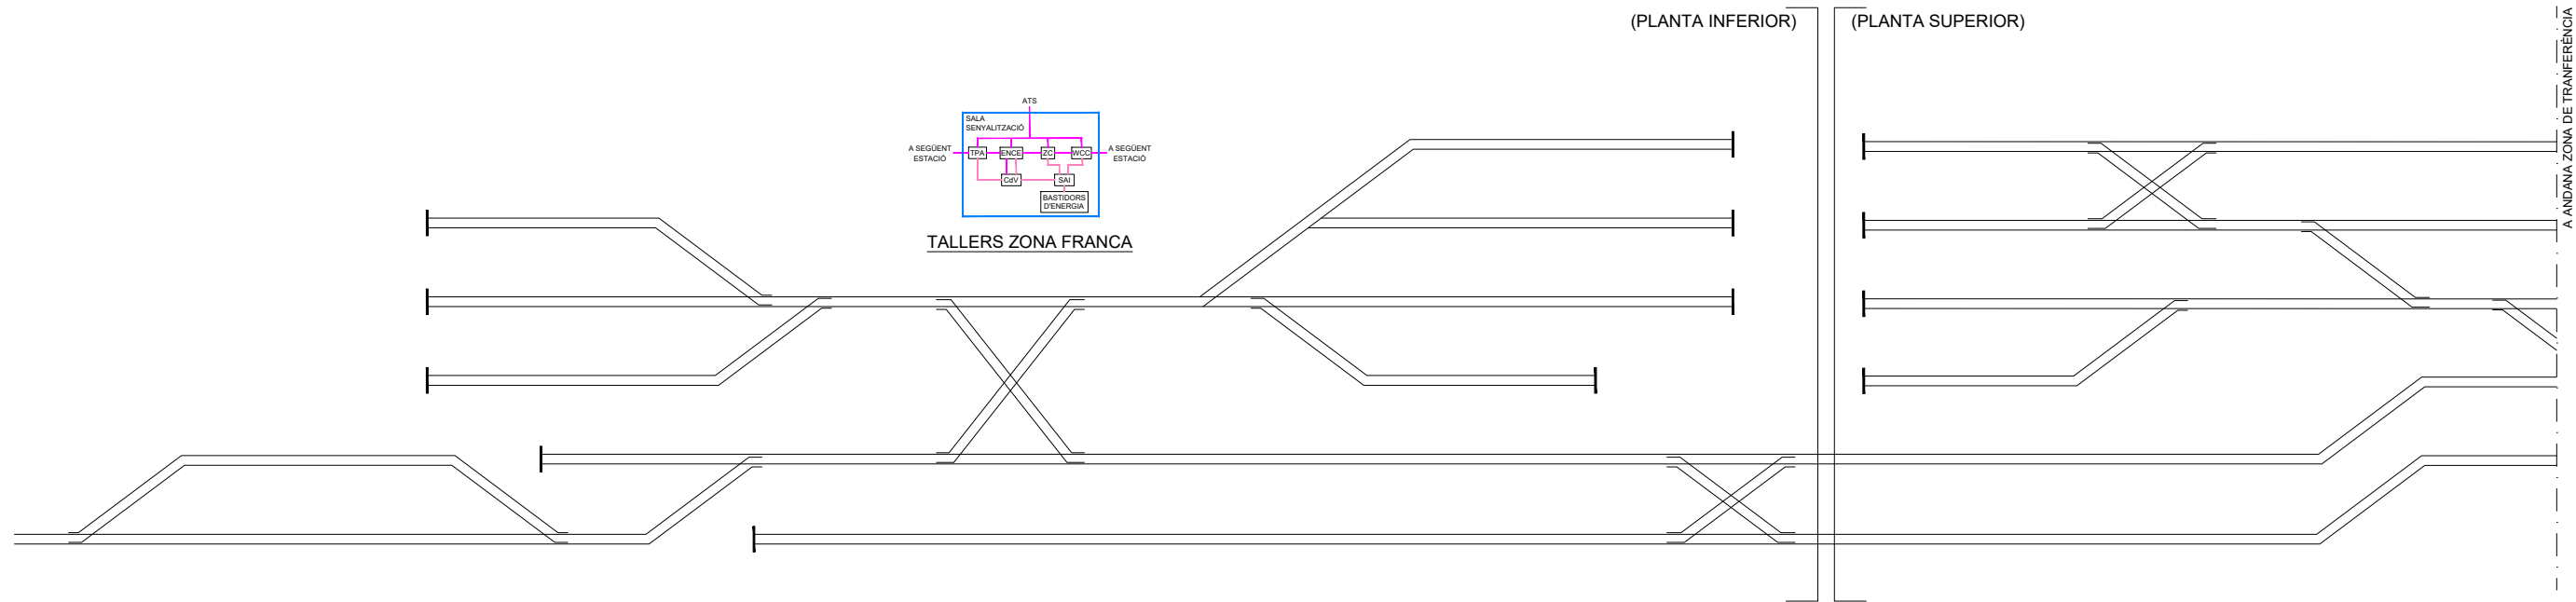 (PLANTA INFERIOR)
(PLANTA SUPERIOR)
A ANDANA ZONA DE TRANFERÈNCIA
ATS
SALA
SENYALITZACIÓ
A SEGÜENT
ESTACIÓ
TPA
ENCE
ZC
WCC
A SEGÜENT
ESTACIÓ
CdV
SAI
BASTIDORS
D'ENERGIA
TALLERS ZONA FRANCA